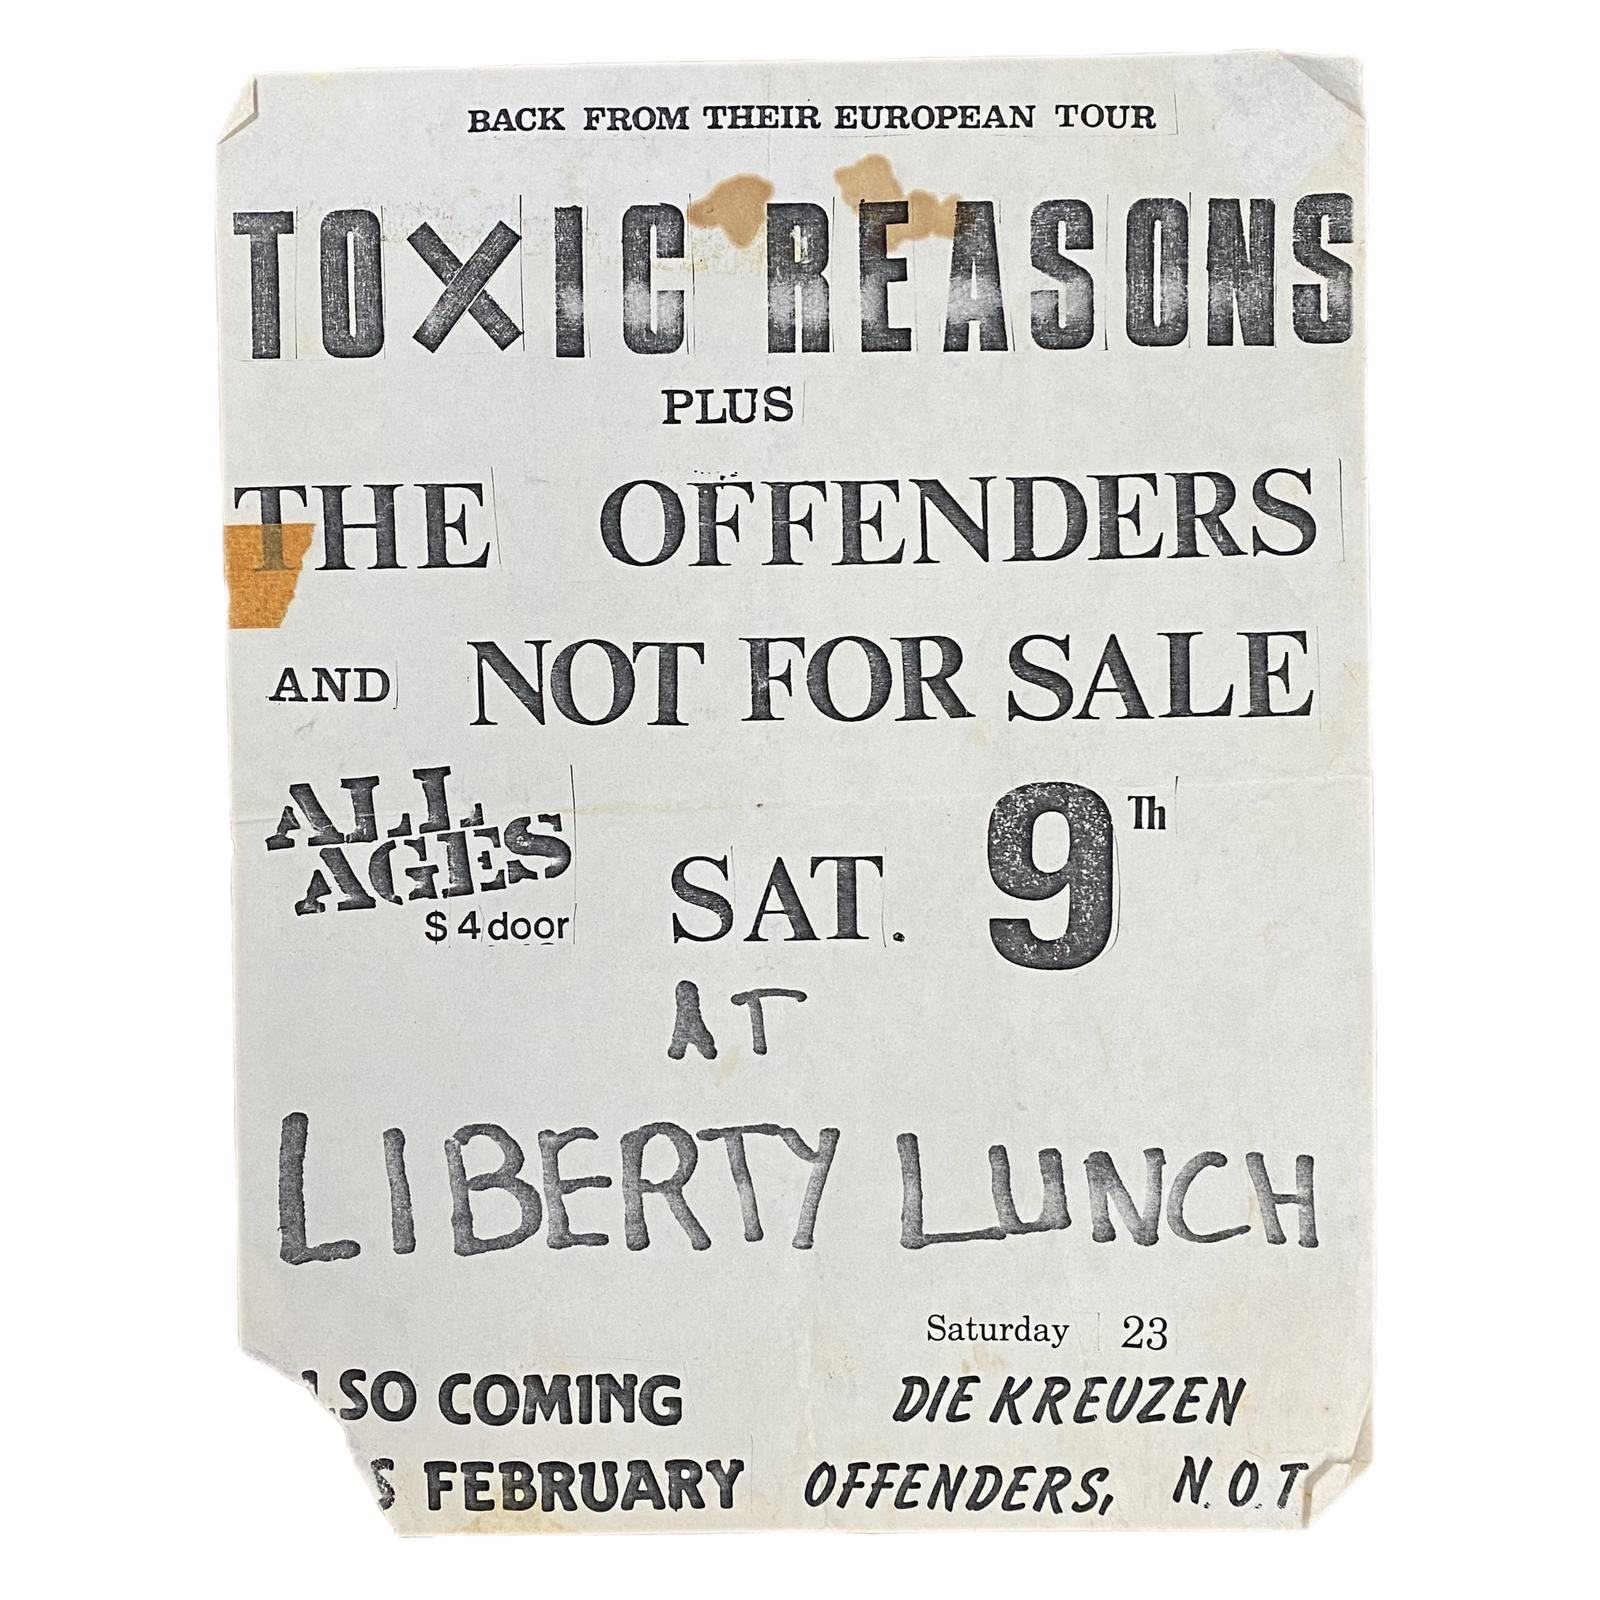 BACK FROM THEIR EUROPEAN TOUR
TOXIC REASONS
PLUS
THE OFFENDERS
AND NOT FOR SALE
ALL
AGES
$4 door
SAT. 9Th
AT
LIBERTY LUNCH
Saturday 23
LSO COMING
DIE KREUZEN
S FEBRUARY
OFFENDERS, N.O.T